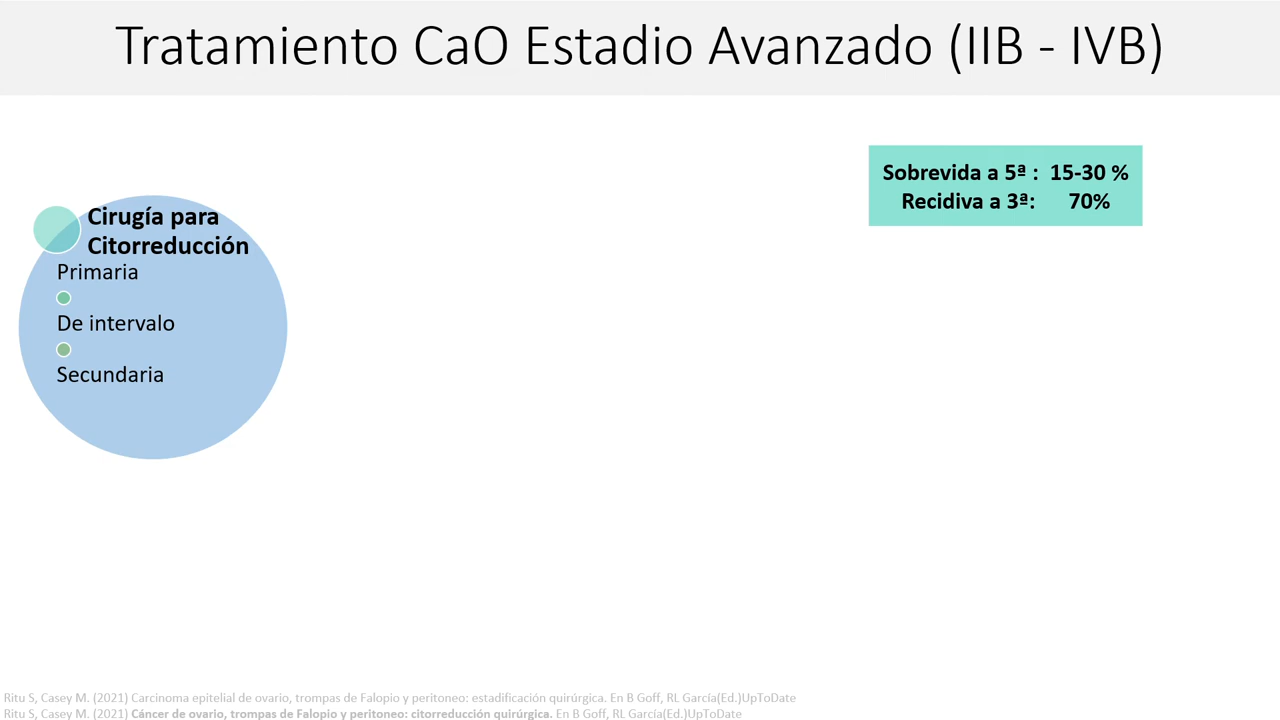 Tratamiento CaO Estadio Avanzado (IIB - IVB)
Sobrevida a 5ª : 15-30 %
Recidiva a 3ª: 70%
Cirugía para
Citorreducción
Primaria
De intervalo
Secundaria
Ritu S, Casey M. (2021) Carcinoma epitelial de ovario, trompas de Falopio y peritoneo: estadificación quirúrgica. En B Goff, RL García(Ed.)UpToDate
Ritu S, Casey M. (2021) Cáncer de ovario, trompas de Falopio y peritoneo: citorreducción quirúrgica. En B Goff, RL García(Ed.)UpToDate